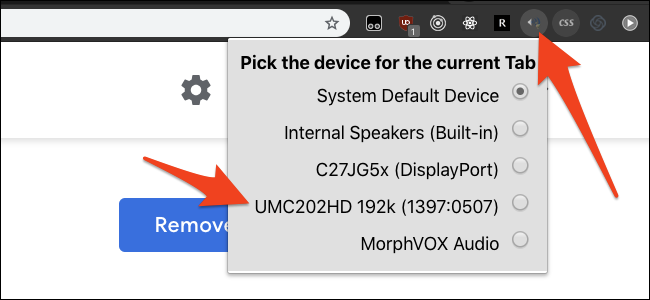 1
R
CSS
Pick the device for the current Tab
System Default Device
Internal Speakers (Built-in)
C27JG5x (DisplayPort)
UMC202HD 192k (1397:0507)
MorphVOX Audio
Remove